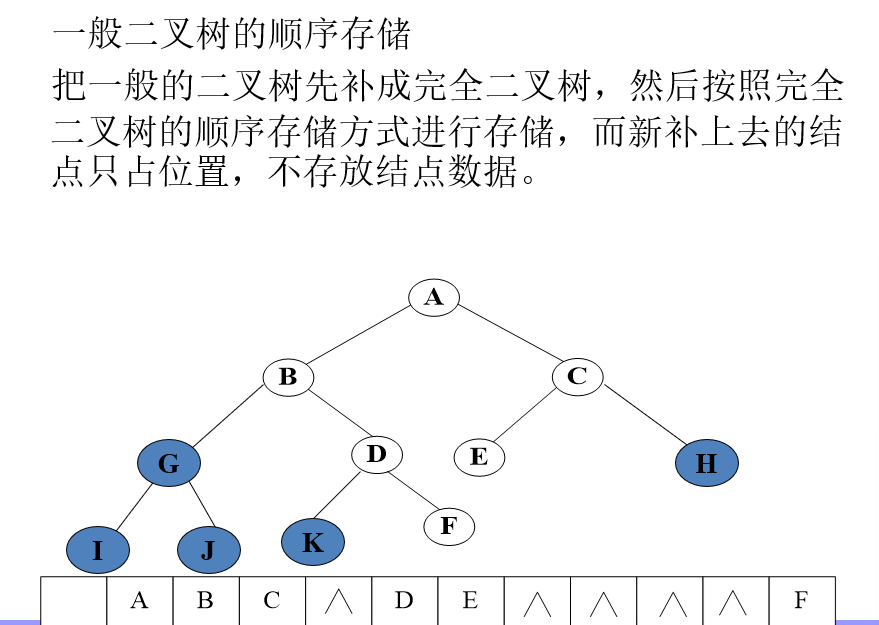 一般二叉树的顺序存储
把一般的二叉树先补成完全二叉树，然后按照完全
二叉树的顺序存储方式进行存储，而新补上去的结
点只占位置，不存放结点数据。
A
B C
G D E H
I J K F
A B C ∧ D E ∧ ∧ ∧ ∧ F